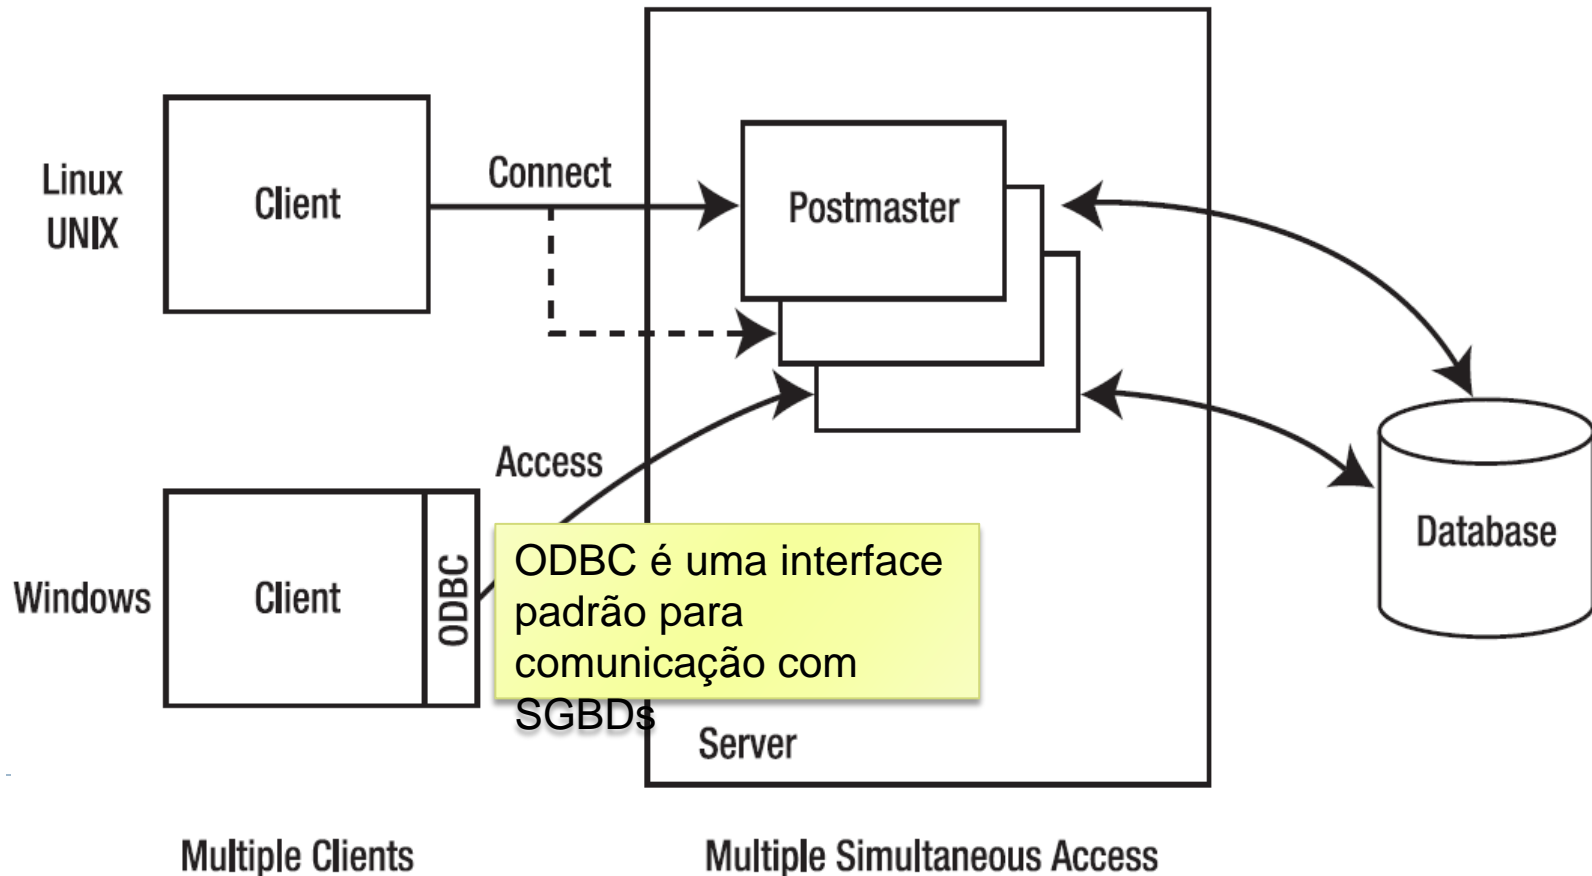 Linux
UNIX
Client
Connect
Postmaster
Access
Windows
Client
ODBC
ODBC é uma interface
padrão para
comunicação com
SGBDs
Database
Server
Multiple Clients
Multiple Simultaneous Access